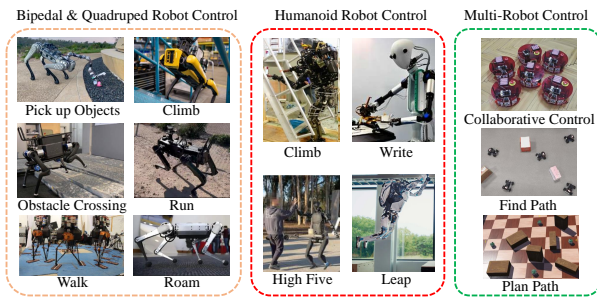 Bipedal & Quadruped Robot Control
Humanoid Robot Control
Multi-Robot Control
Pick up Objects
Climb
Obstacle Crossing
Run
Walk
Roam
Climb
Write
High Five
Leap
Collaborative Control
Find Path
Plan Path